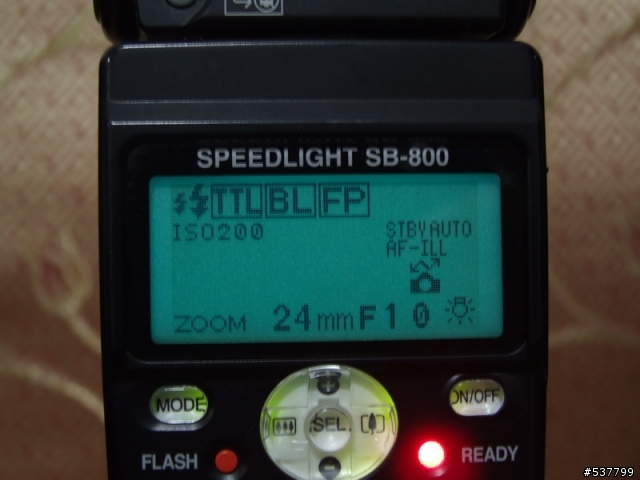 SPEEDLIGHT SB-800
TTL BL FP
ISO200
STBY AUTO
AF-ILL
ZOOM 24mm F10
MODE
SEL
ON/OFF
FLASH
READY
#537799